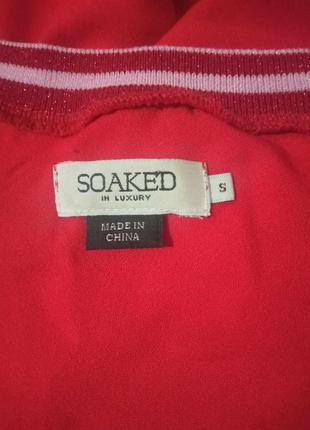 SOAKED
IN LUXURY
S
MADE IN
CHINA